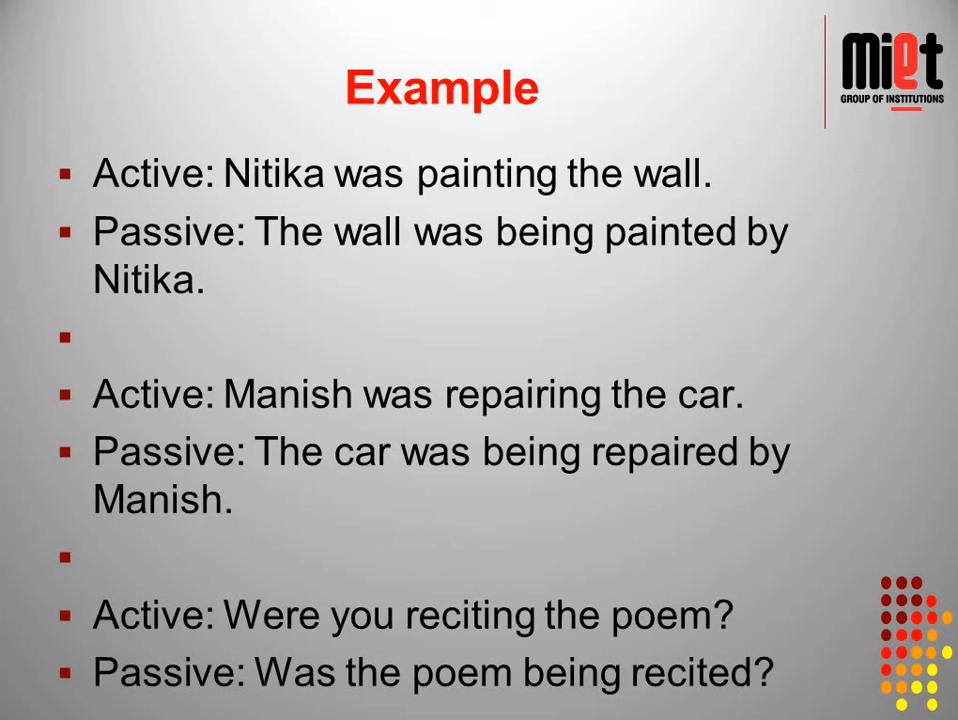 miet
GROUP OF INSTITUTIONS
Example
Active: Nitika was painting the wall.
Passive: The wall was being painted by
Nitika.
Active: Manish was repairing the car.
Passive: The car was being repaired by
Manish.
Active: Were you reciting the poem?
Passive: Was the poem being recited?